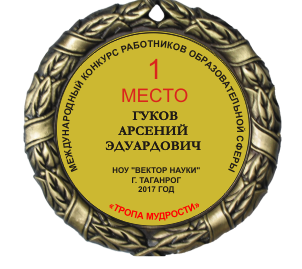 МЕЖДУНАРОДНЫЙ КОНКУРС РАБОТНИКОВ ОБРАЗОВАТЕЛЬНОЙ СФЕРЫ
1
МЕСТО
ГУКОВ
АРСЕНИЙ
ЭДУАРДОВИЧ
НОУ "ВЕКТОР НАУКИ"
Г. ТАГАНРОГ
2017 ГОД
«ТРОПА МУДРОСТИ»